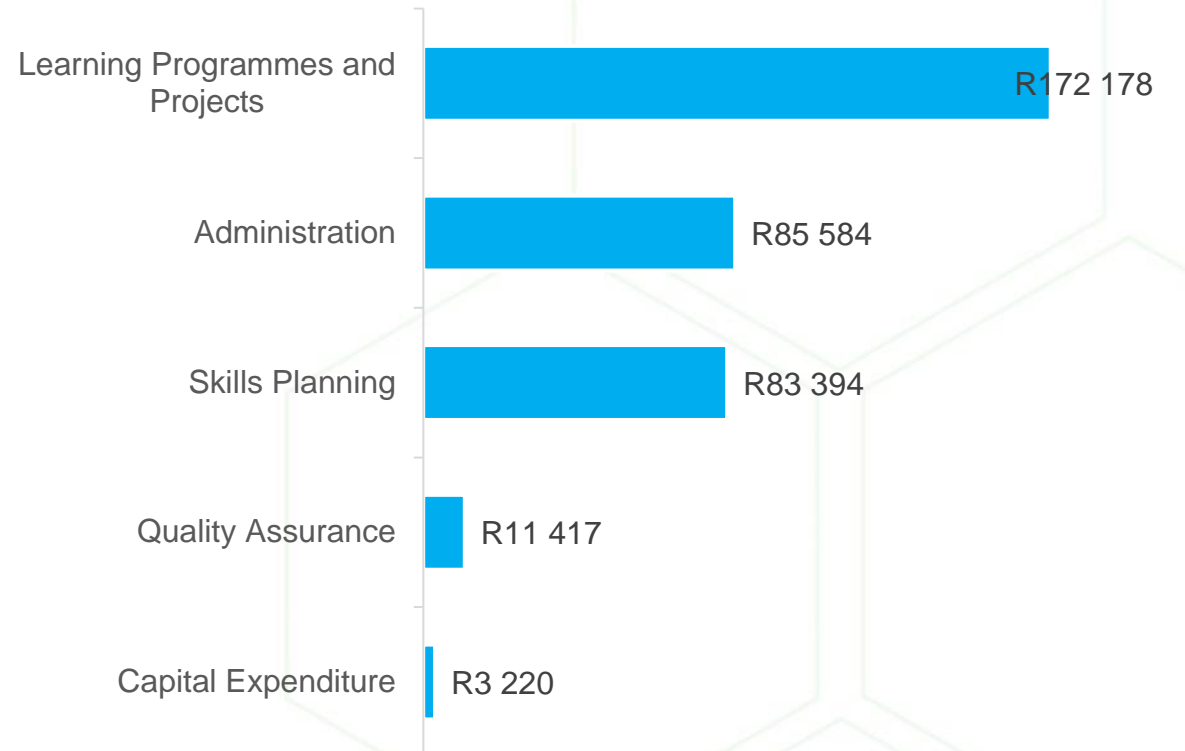 Learning Programmes and
Projects
R172 178
Administration
R85 584
Skills Planning
R83 394
Quality Assurance
R11 417
Capital Expenditure
R3 220